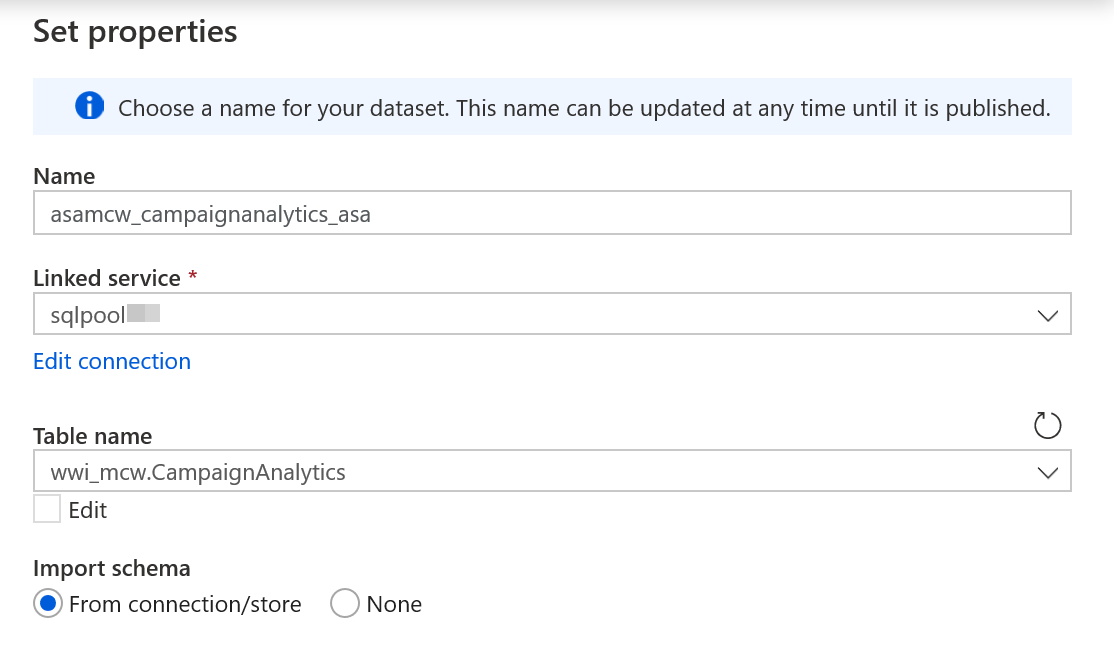 Set properties
Choose a name for your dataset. This name can be updated at any time until it is published.
Name
asamcw_campaignanalytics_asa
Linked service *
sqlpool
Edit connection
Table name
wwi_mcw.CampaignAnalytics
Edit
Import schema
From connection/store None